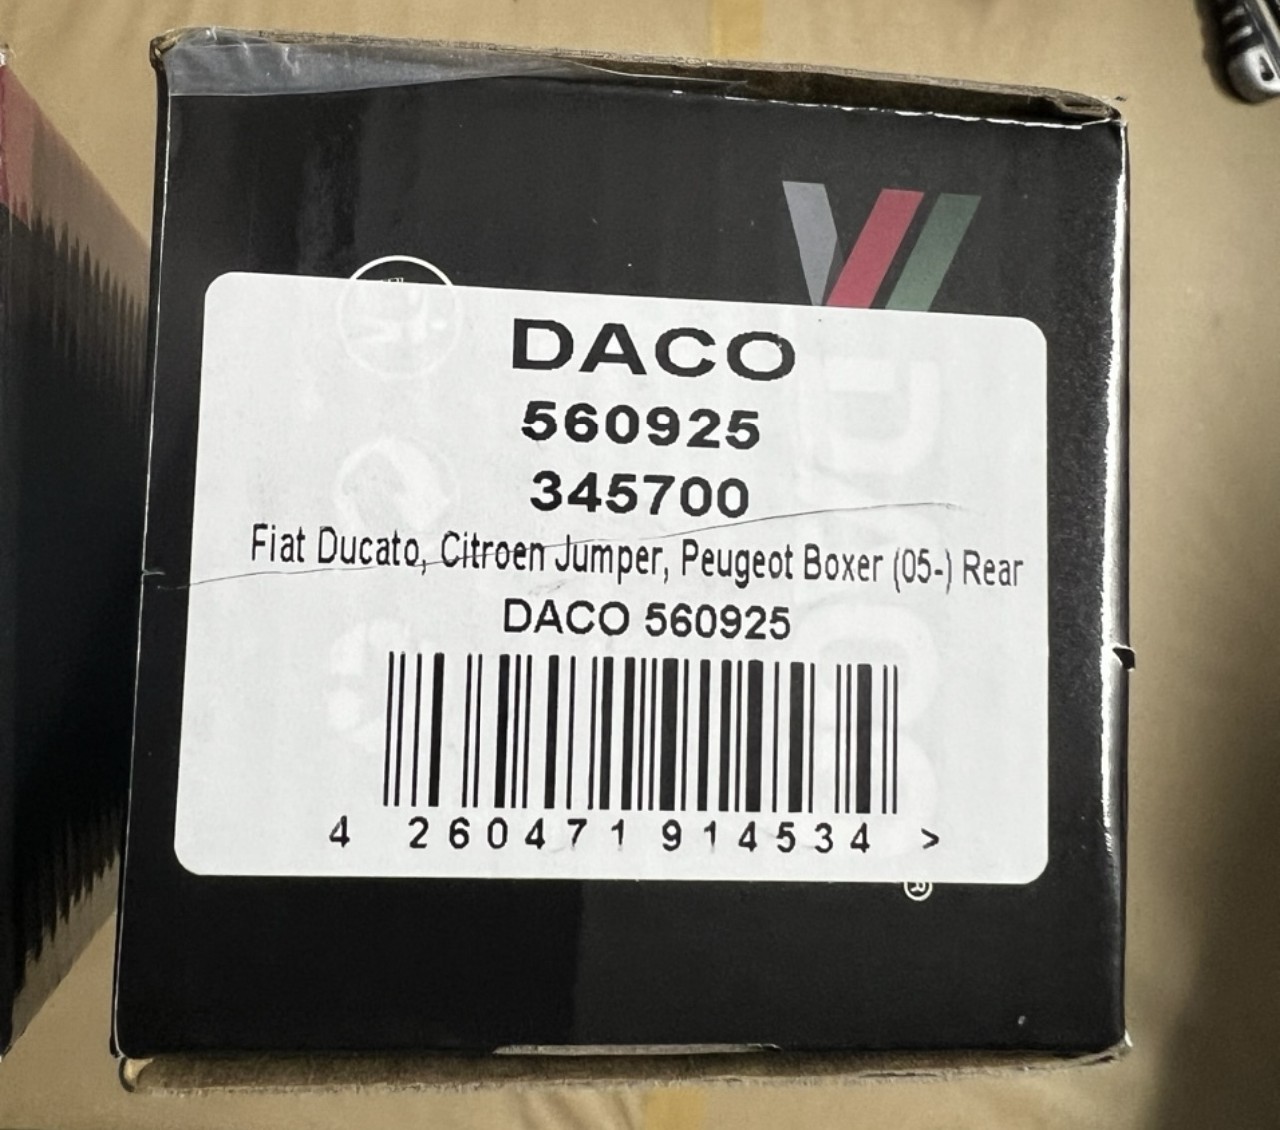 DACO
560925
345700
Fiat Ducato, Citroen Jumper, Peugeot Boxer (05-) Rear
DACO 560925
4 260471 914534 >
®